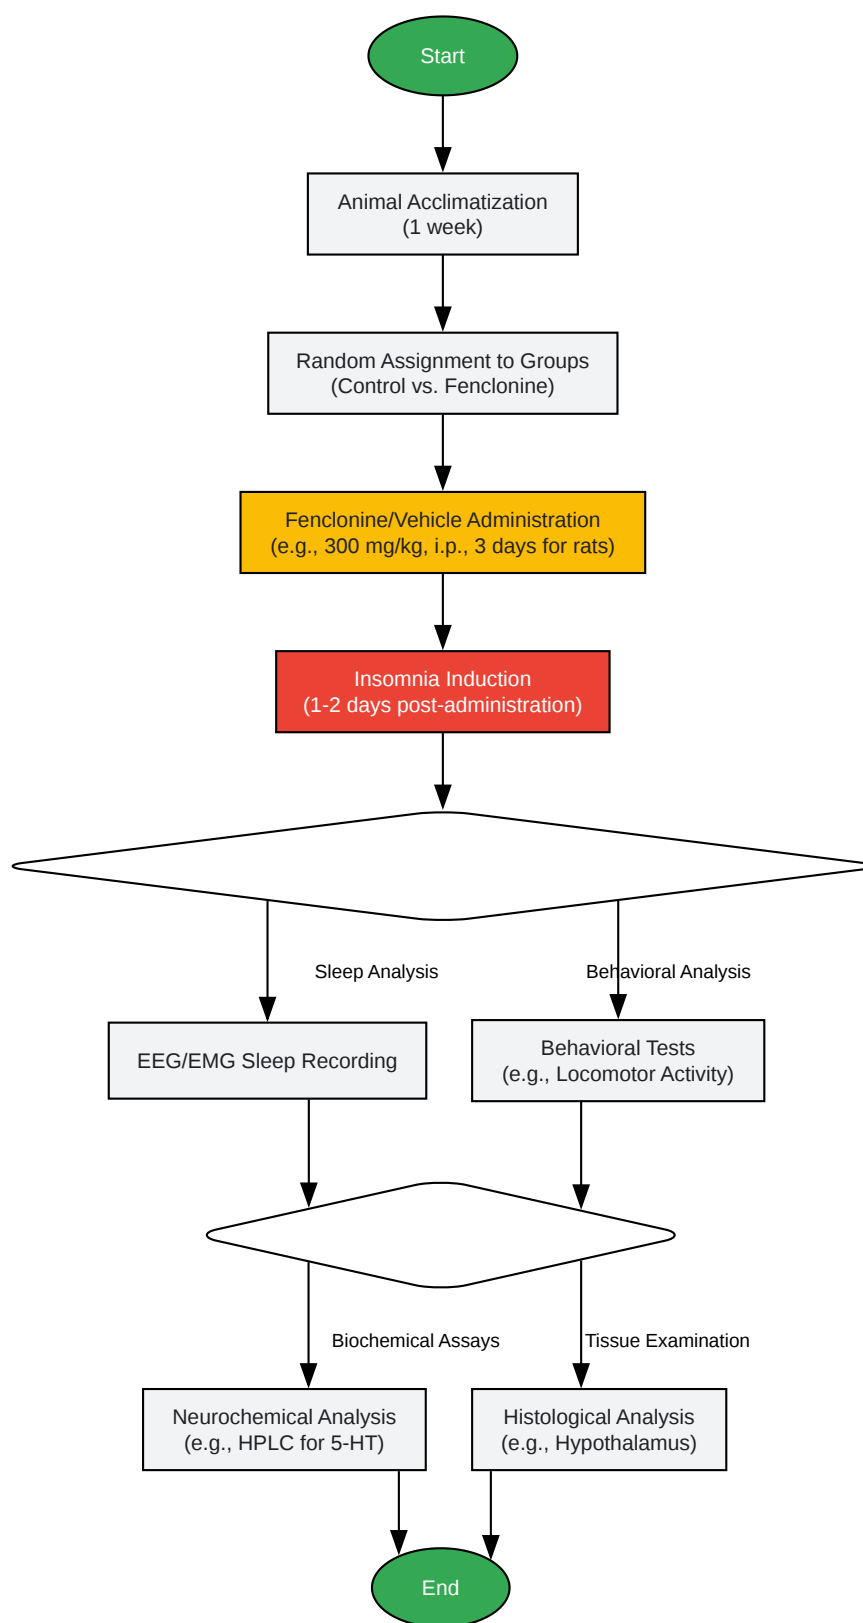 Start
Animal Acclimatization
(1 week)
Random Assignment to Groups
(Control vs. Fenclonine)
Fenclonine/Vehicle Administration
(e.g., 300 mg/kg, i.p., 3 days for rats)
Insomnia Induction
(1-2 days post-administration)
Sleep Analysis
Behavioral Analysis
EEG/EMG Sleep Recording
Behavioral Tests
(e.g., Locomotor Activity)
Biochemical Assays
Tissue Examination
Neurochemical Analysis
(e.g., HPLC for 5-HT)
Histological Analysis
(e.g., Hypothalamus)
End